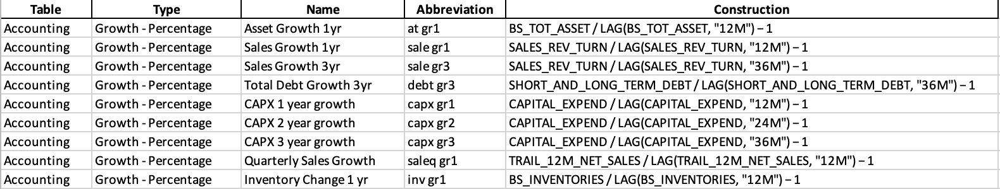 Table Type Name Abbreviation Construction
Accounting Growth - Percentage Asset Growth 1yr at gr1 BS_TOT_ASSET / LAG(BS_TOT_ASSET, "12M") – 1
Accounting Growth - Percentage Sales Growth 1yr sale gr1 SALES_REV_TURN / LAG(SALES_REV_TURN, "12M") – 1
Accounting Growth - Percentage Sales Growth 3yr sale gr3 SALES_REV_TURN / LAG(SALES_REV_TURN, "36M") – 1
Accounting Growth - Percentage Total Debt Growth 3yr debt gr3 SHORT_AND_LONG_TERM_DEBT / LAG(SHORT_AND_LONG_TERM_DEBT, "36M") – 1
Accounting Growth - Percentage CAPX 1 year growth capx gr1 CAPITAL_EXPEND / LAG(CAPITAL_EXPEND, "12M") – 1
Accounting Growth - Percentage CAPX 2 year growth capx gr2 CAPITAL_EXPEND / LAG(CAPITAL_EXPEND, "24M") – 1
Accounting Growth - Percentage CAPX 3 year growth capx gr3 CAPITAL_EXPEND / LAG(CAPITAL_EXPEND, "36M") – 1
Accounting Growth - Percentage Quarterly Sales Growth saleq gr1 TRAIL_12M_NET_SALES / LAG(TRAIL_12M_NET_SALES, "12M") – 1
Accounting Growth - Percentage Inventory Change 1 yr inv gr1 BS_INVENTORIES / LAG(BS_INVENTORIES, "12M") – 1